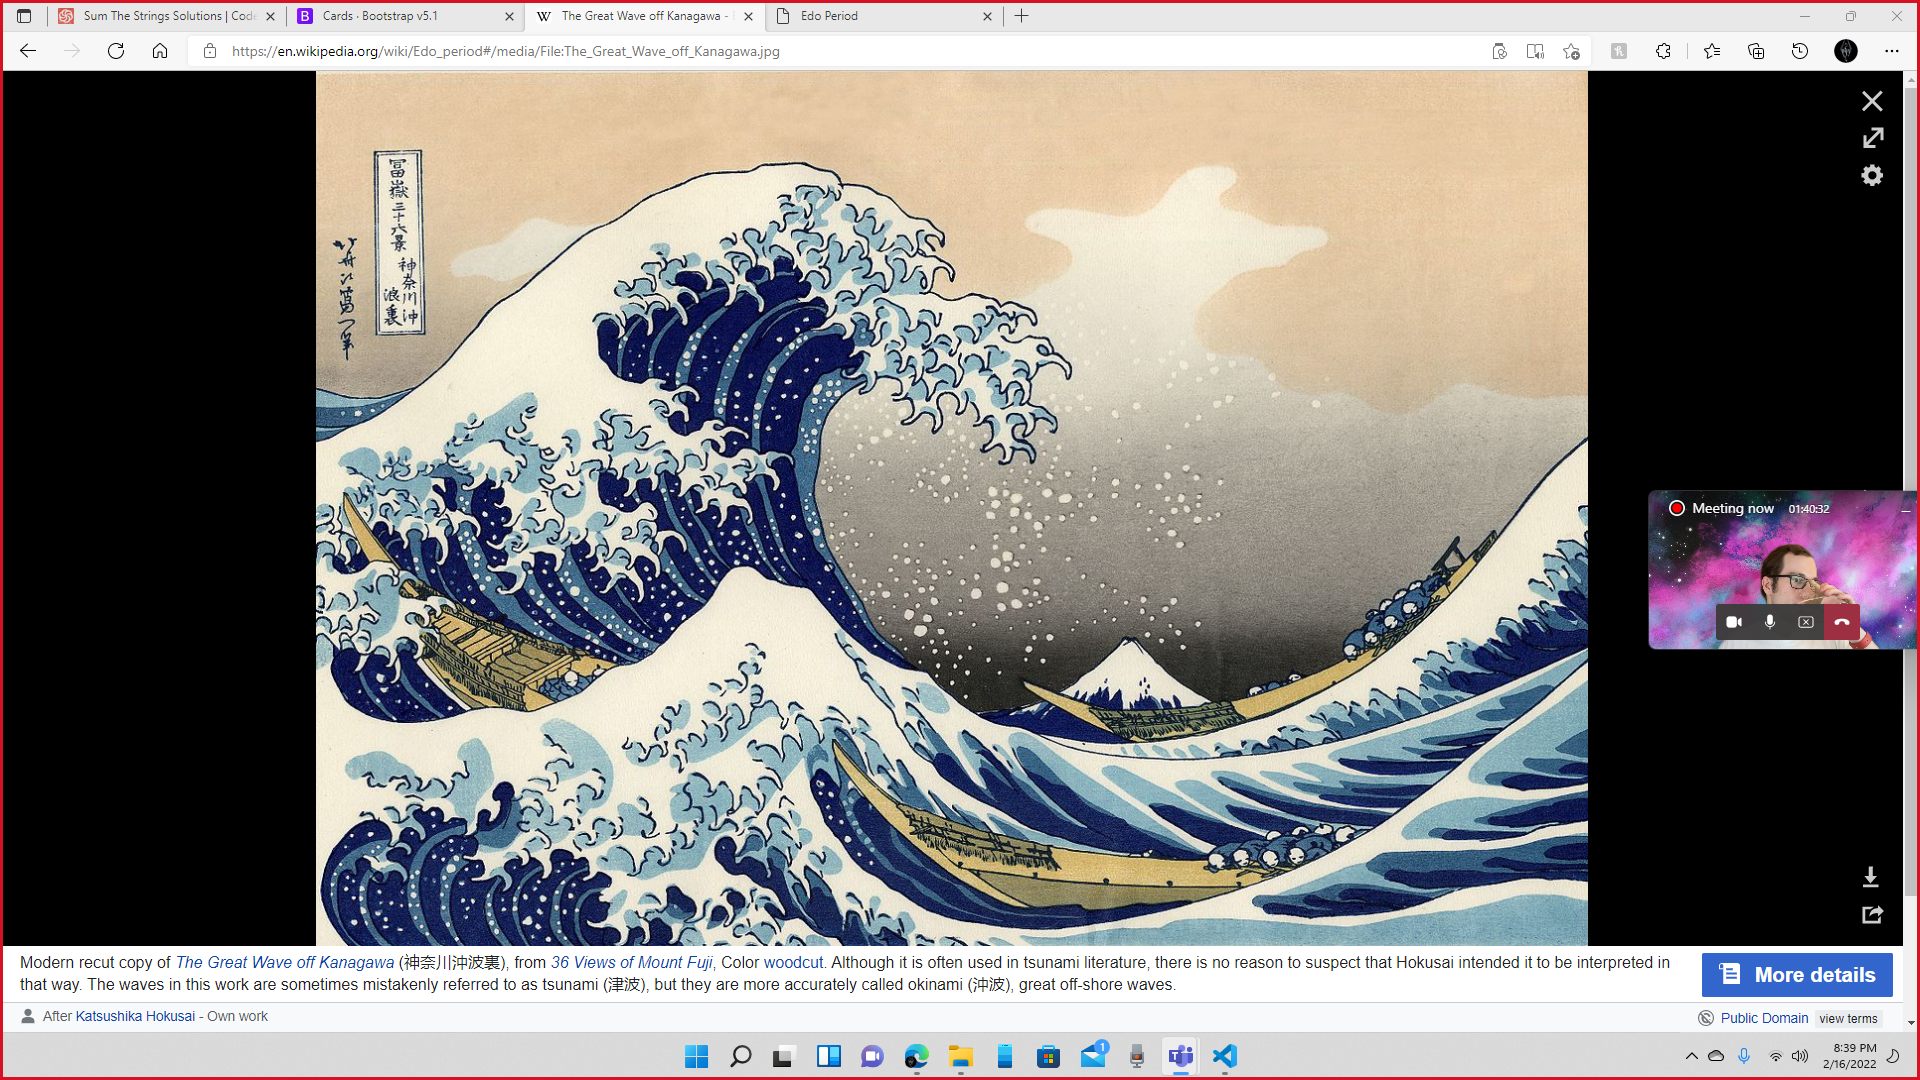 Sum The Strings Solutions | Code
Cards · Bootstrap v5.1
The Great Wave off Kanagawa -
Edo Period
https://en.wikipedia.org/wiki/Edo_period#/media/File:The_Great_Wave_off_Kanagawa.jpg
冨嶽三十六景
神奈川沖
浪裏
Meeting now 01:40:32
Modern recut copy of The Great Wave off Kanagawa (神奈川沖波裏), from 36 Views of Mount Fuji, Color woodcut. Although it is often used in tsunami literature, there is no reason to suspect that Hokusai intended it to be interpreted in
that way. The waves in this work are sometimes mistakenly referred to as tsunami (津波), but they are more accurately called okinami (沖波), great off-shore waves.
More details
After Katsushika Hokusai - Own work
Public Domain view terms
1
8:39 PM
2/16/2022